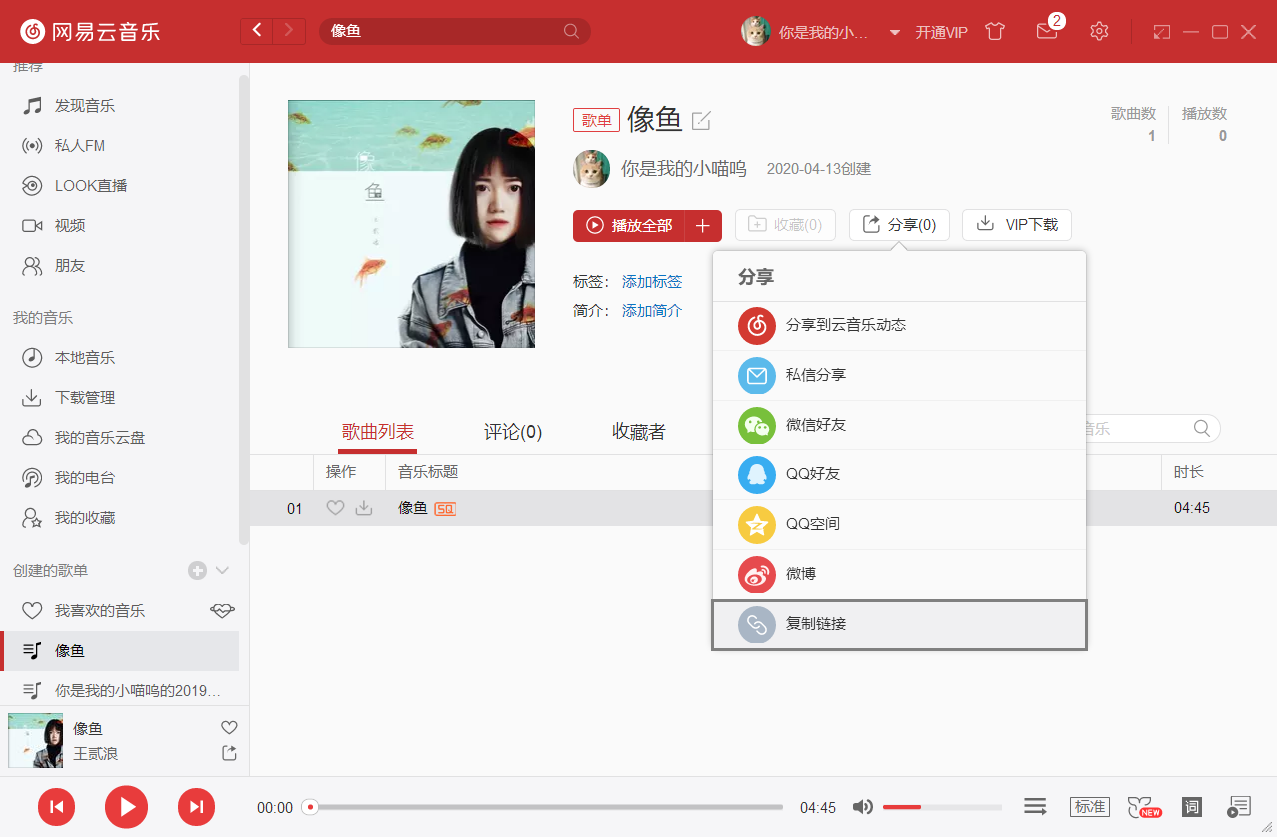 网易云音乐
像鱼
你是我的小...
开通VIP
2
推荐
发现音乐
私人FM
LOOK直播
视频
朋友
我的音乐
本地音乐
下载管理
我的音乐云盘
我的电台
我的收藏
创建的歌单
我喜欢的音乐
像鱼
你是我的小喵呜的2019...
像鱼
王贰浪
像
鱼
歌单 像鱼
歌曲数 播放数
1 0
你是我的小喵呜 2020-04-13创建
播放全部
收藏(0)
分享(0)
VIP下载
标签： 添加标签
简介： 添加简介
分享
分享到云音乐动态
私信分享
微信好友
QQ好友
QQ空间
微博
复制链接
歌曲列表 评论(0) 收藏者
音乐
操作 音乐标题 时长
01 像鱼 SQ 04:45
00:00 04:45
标准
NEW
词